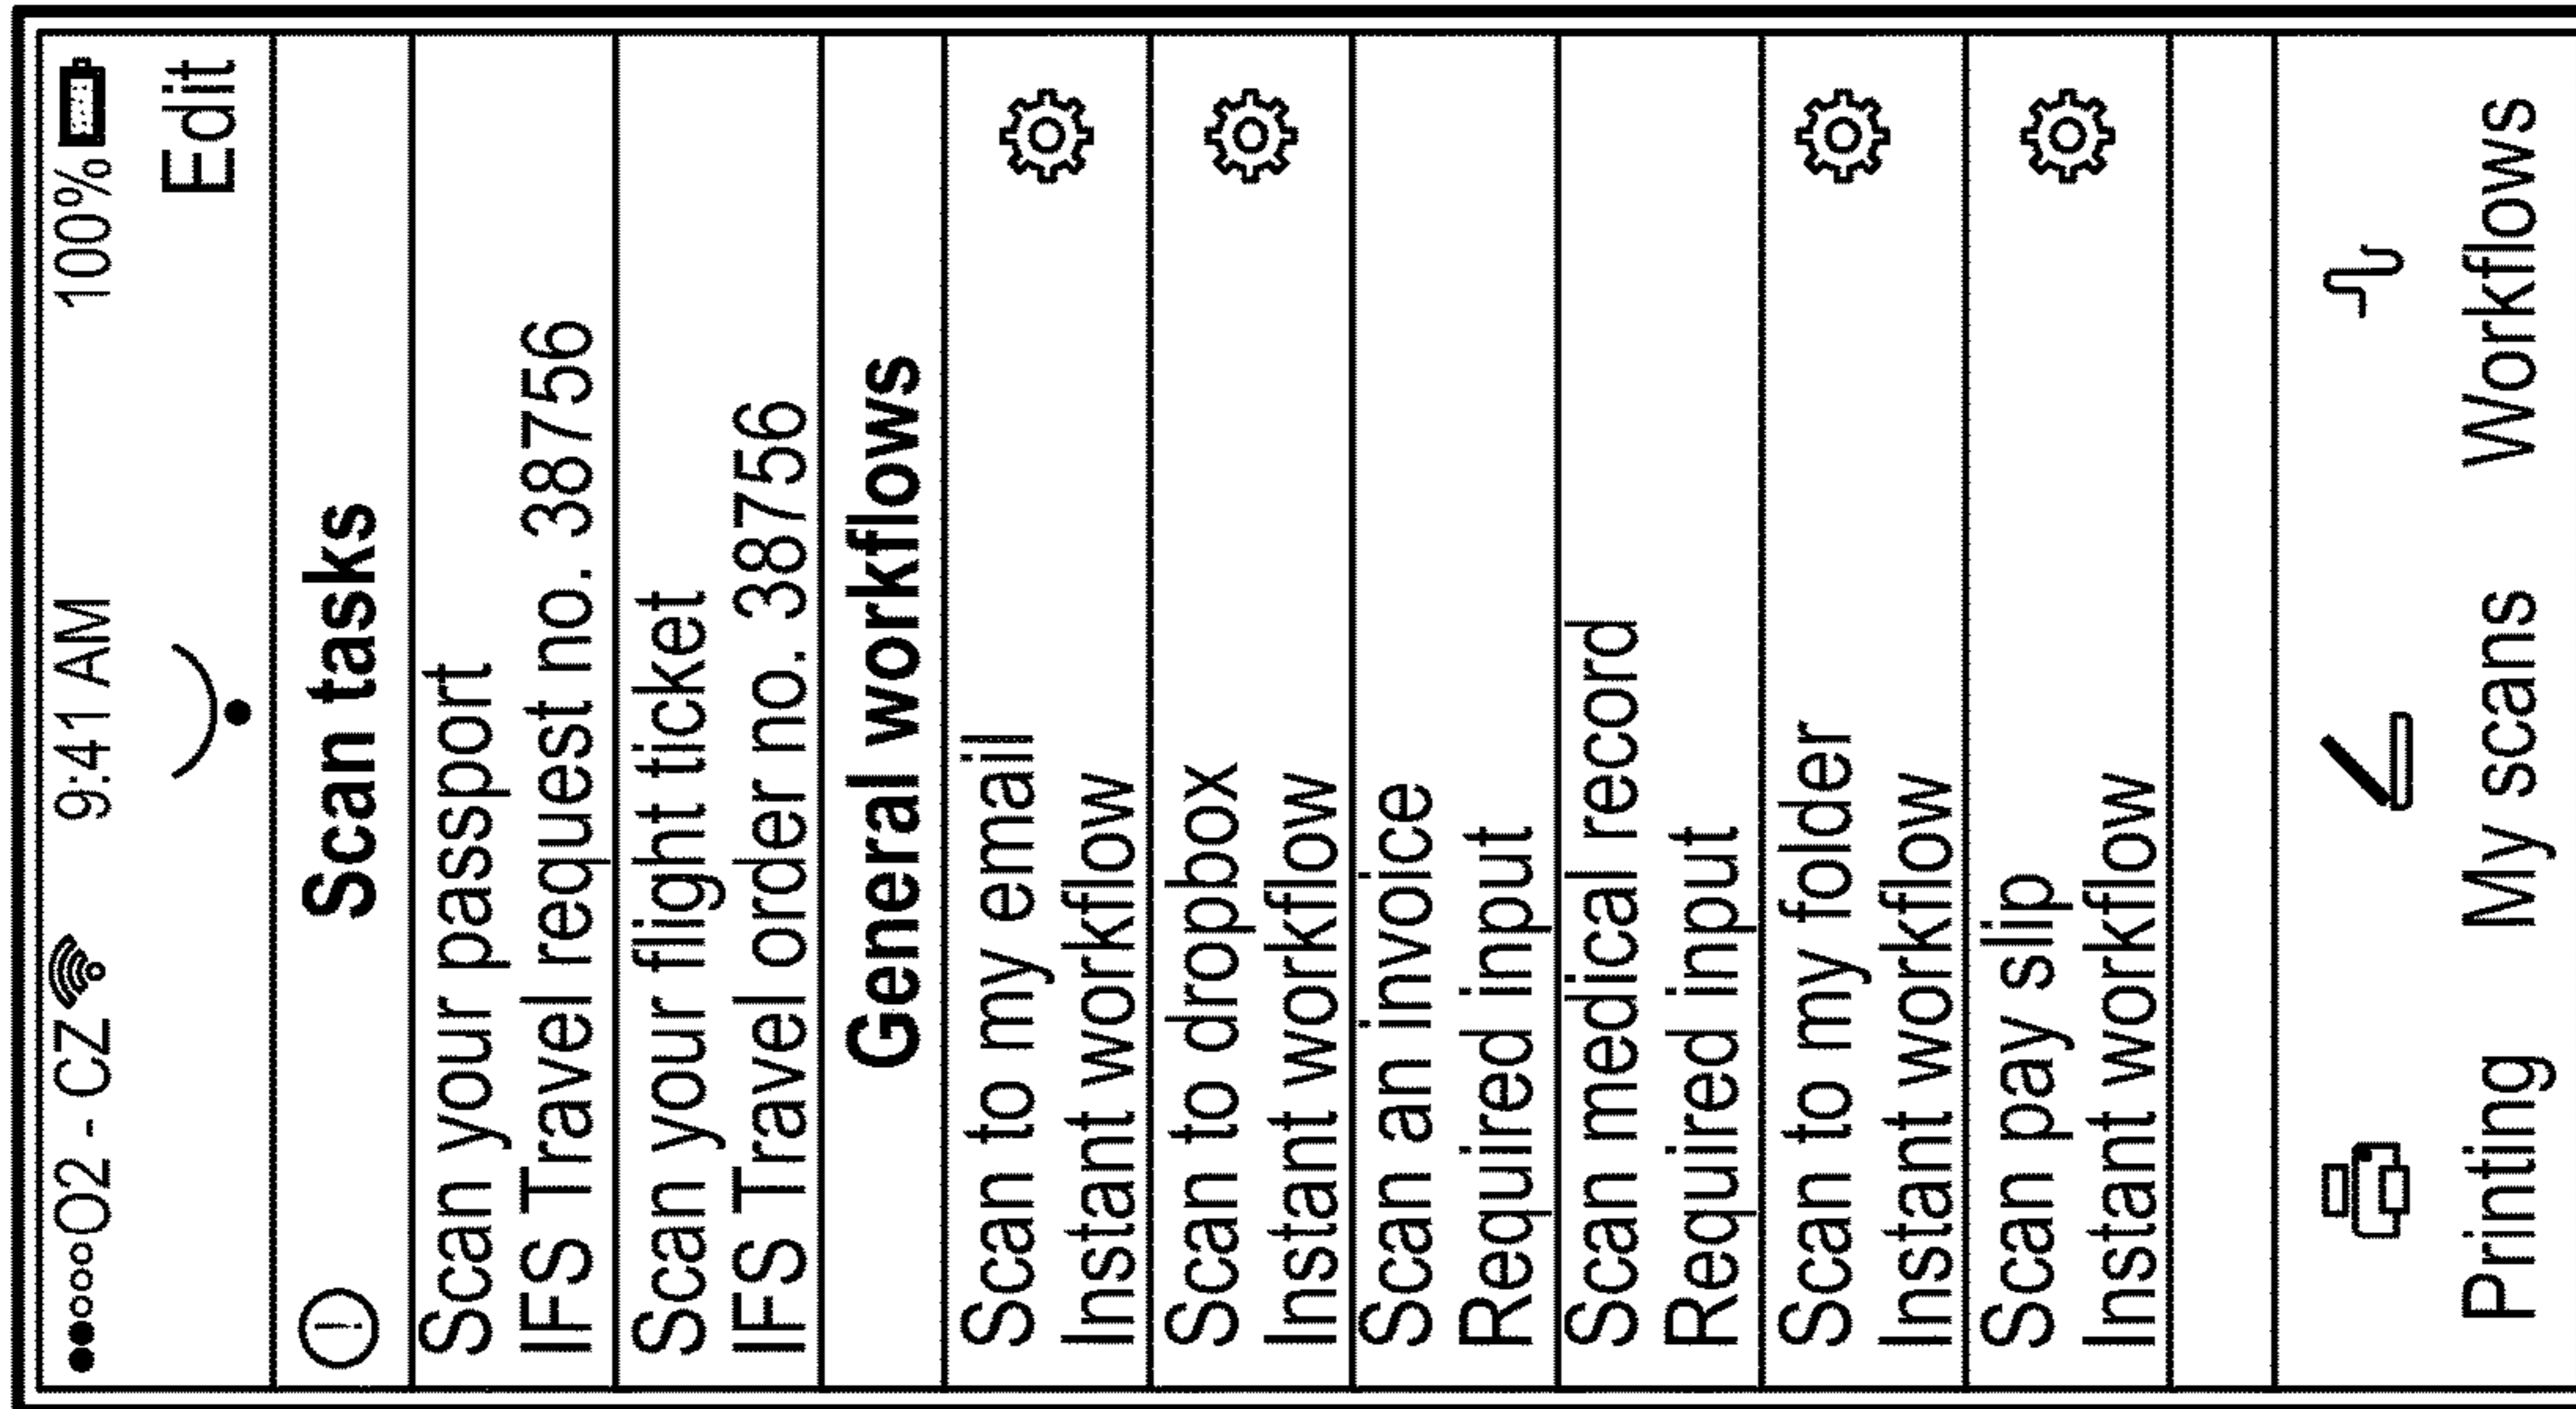 O2 - CZ 9:41 AM 100%
Edit
Scan tasks
Scan your passport
IFS Travel request no. 38756
Scan your flight ticket
IFS Travel order no. 38756
General workflows
Scan to my email
Instant workflow
Scan to dropbox
Instant workflow
Scan an invoice
Required input
Scan medical record
Required input
Scan to my folder
Instant workflow
Scan pay slip
Instant workflow
Printing My scans Workflows